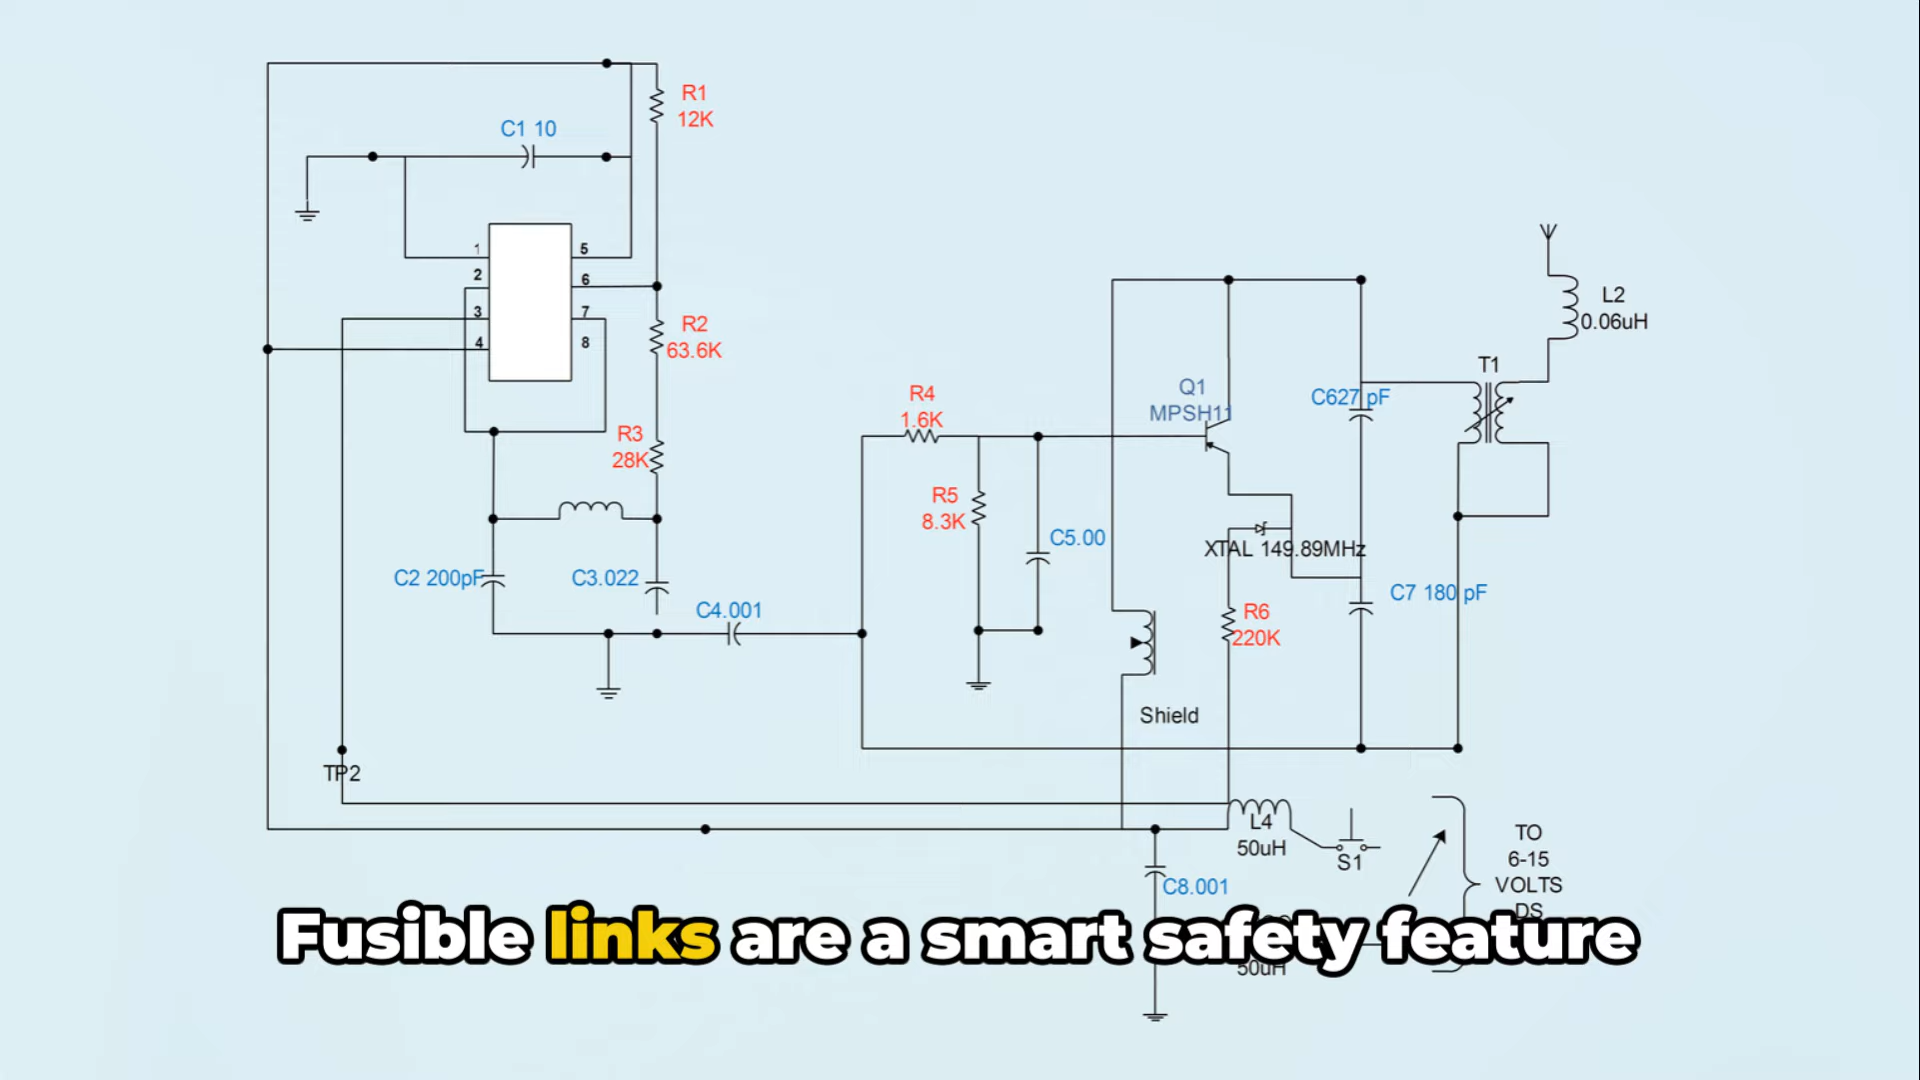 R1
12K
C1 10
1
2
3
4
5
6
7
8
R2
63.6K
R3
28K
C2 200pF
C3.022
C4.001
R4
1.6K
R5
8.3K
C5.00
Q1
MPSH11
C627 pF
T1
L2
0.06uH
XTAL 149.89MHz
C7 180 pF
R6
220K
Shield
TP2
L4
50uH
S1
C8.001
TO
6-15
VOLTS
DS
Fusible links are a smart safety feature
50uH